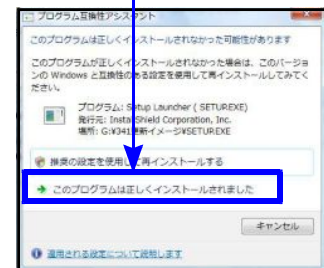 プログラム互換性アシスタント
このプログラムは正しくインストールされなかった可能性があります
このプログラムが正しくインストールされなかった場合は、このバージョ
ンの Windows と互換性のある設定を使用して再インストールしてみてく
ださい。
プログラム: Setup Launcher ( SETUP.EXE)
発行元: InstallShield Corporation, Inc.
場所: G:¥341更新イメージ¥SETUP.EXE
推奨の設定を使用して再インストールする
このプログラムは正しくインストールされました
キャンセル
適用される設定について説明します